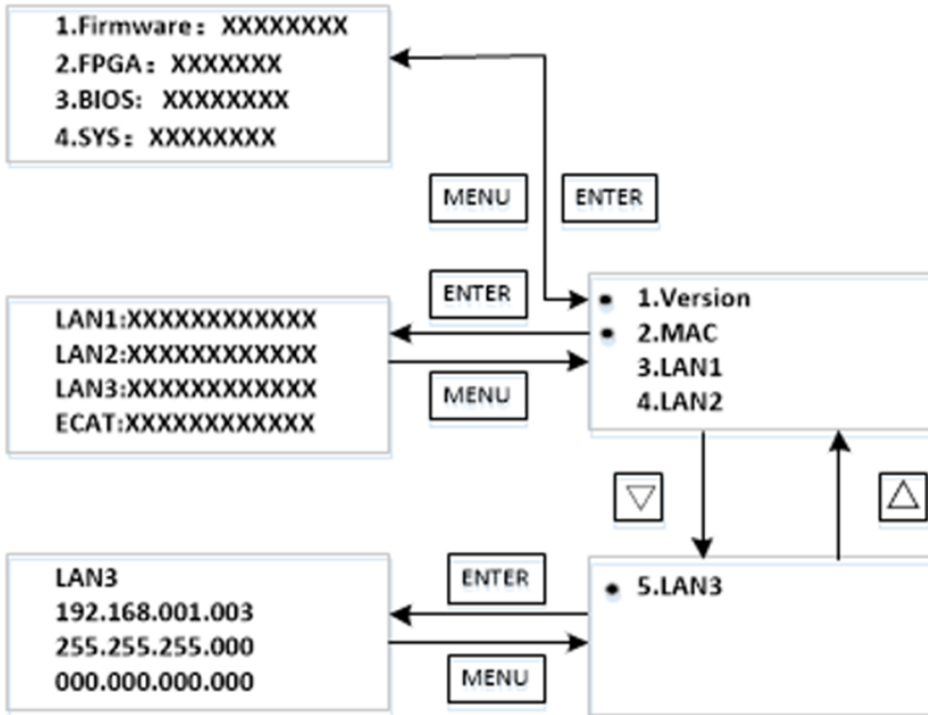 1.Firmware： XXXXXXXX
2.FPGA： XXXXXXX
3.BIOS: XXXXXXXX
4.SYS： XXXXXXXX
MENU
ENTER
ENTER
1.Version
2.MAC
3.LAN1
4.LAN2
LAN1:XXXXXXXXXXXX
LAN2:XXXXXXXXXXXX
LAN3:XXXXXXXXXXXX
ECAT:XXXXXXXXXXXX
MENU
LAN3
192.168.001.003
255.255.255.000
000.000.000.000
ENTER
MENU
5.LAN3